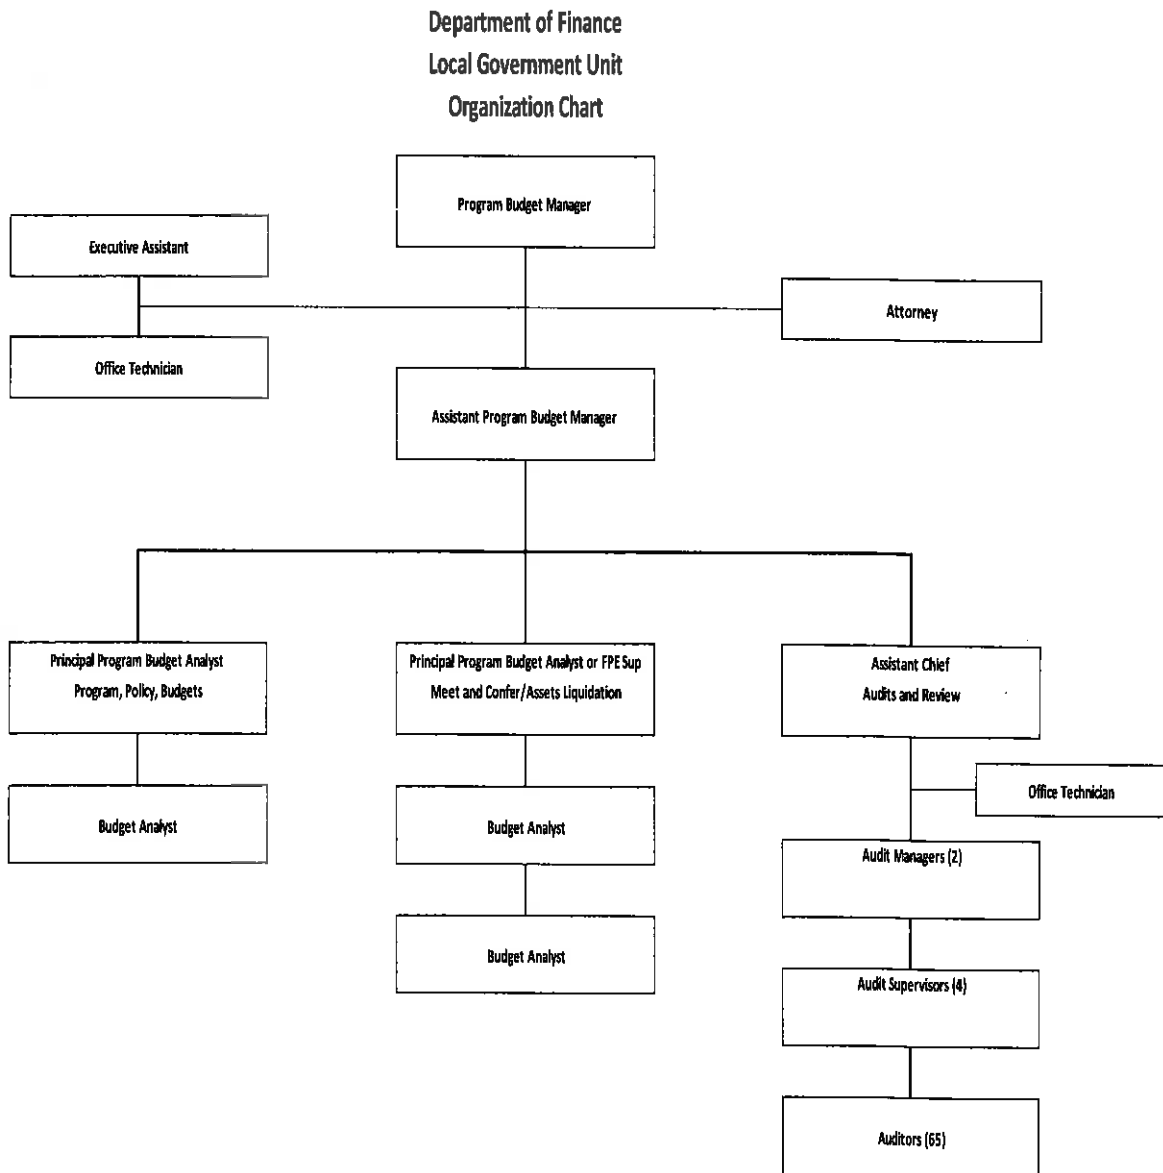 Department of Finance
Local Government Unit
Organization Chart
Program Budget Manager
Executive Assistant
Attorney
Office Technician
Assistant Program Budget Manager
Principal Program Budget Analyst
Program, Policy, Budgets
Principal Program Budget Analyst or FPE Sup
Meet and Confer/Assets Liquidation
Assistant Chief
Audits and Review
Office Technician
Budget Analyst
Budget Analyst
Audit Managers (2)
Budget Analyst
Audit Supervisors (4)
Auditors (65)